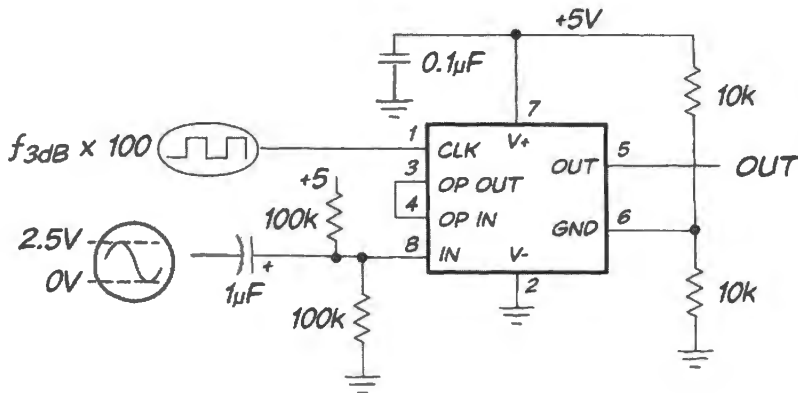 +5V
0.1µF
10k
7
f3dB x 100
1
CLK
V+
5
OUT
OUT
3
OP OUT
+5
4
OP IN
100k
6
GND
2.5V
8
IN
V-
0V
+
1µF
2
10k
100k